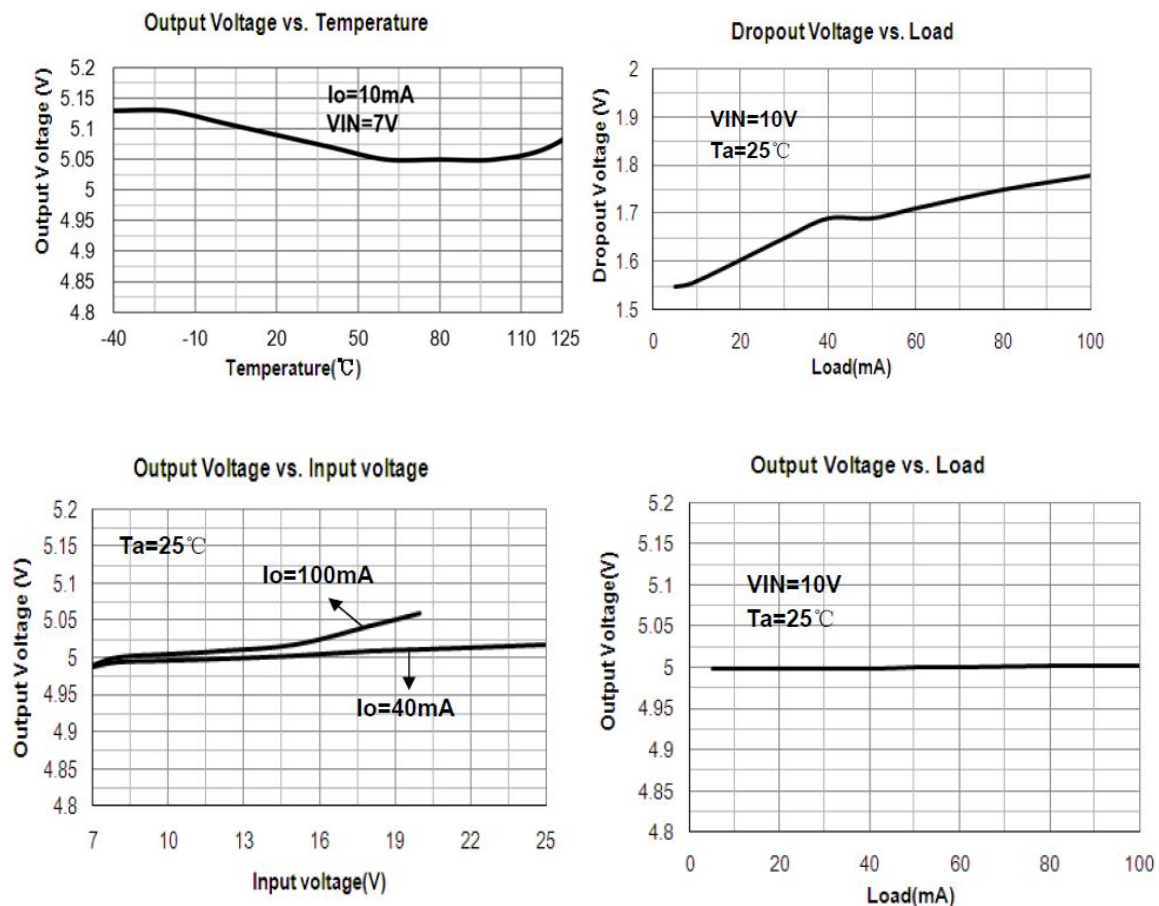 Output Voltage vs. Temperature
Output Voltage (V)
5.2
5.15
5.1
5.05
5
4.95
4.9
4.85
4.8
Io=10mA
VIN=7V
-40 -10 20 50 80 110 125
Temperature(℃)
Dropout Voltage vs. Load
Dropout Voltage (V)
2
1.9
1.8
1.7
1.6
1.5
VIN=10V
Ta=25℃
0 20 40 60 80 100
Load(mA)
Output Voltage vs. Input voltage
Output Voltage (V)
5.2
5.15
5.1
5.05
5
4.95
4.9
4.85
4.8
Ta=25℃
Io=100mA
Io=40mA
7 10 13 16 19 22 25
Input voltage(V)
Output Voltage vs. Load
Output Voltage(V)
5.2
5.15
5.1
5.05
5
4.95
4.9
4.85
4.8
VIN=10V
Ta=25℃
0 20 40 60 80 100
Load(mA)